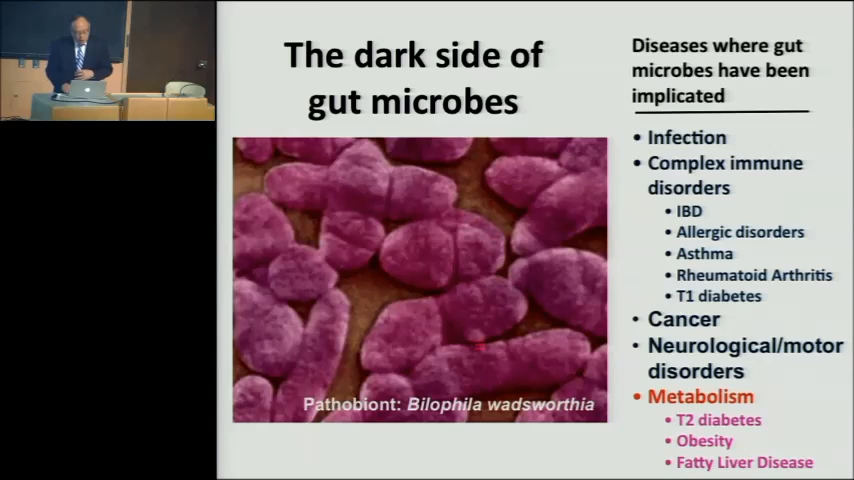 The dark side of
gut microbes
Pathobiont: Bilophila wadsworthia
Diseases where gut
microbes have been
implicated
• Infection
• Complex immune
disorders
• IBD
• Allergic disorders
• Asthma
• Rheumatoid Arthritis
• T1 diabetes
• Cancer
• Neurological/motor
disorders
• Metabolism
• T2 diabetes
• Obesity
• Fatty Liver Disease